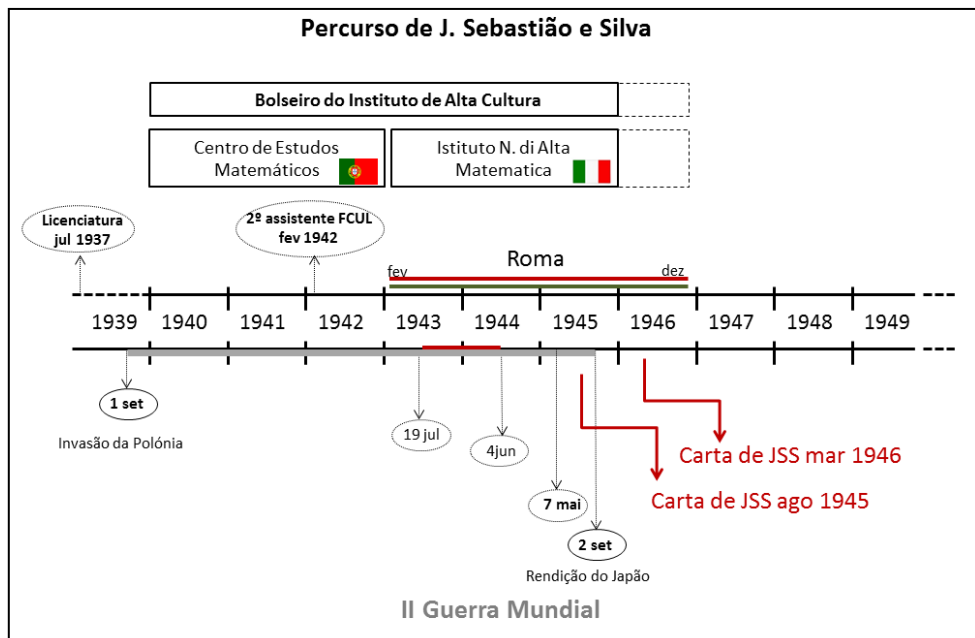 Percurso de J. Sebastião e Silva
Bolseiro do Instituto de Alta Cultura
Centro de Estudos
Matemáticos
Istituto N. di Alta
Matematica
Licenciatura
jul 1937
2º assistente FCUL
fev 1942
Roma
fev
dez
1939
1940
1941
1942
1943
1944
1945
1946
1947
1948
1949
1 set
Invasão da Polónia
19 jul
4jun
7 mai
2 set
Rendição do Japão
Carta de JSS mar 1946
Carta de JSS ago 1945
II Guerra Mundial